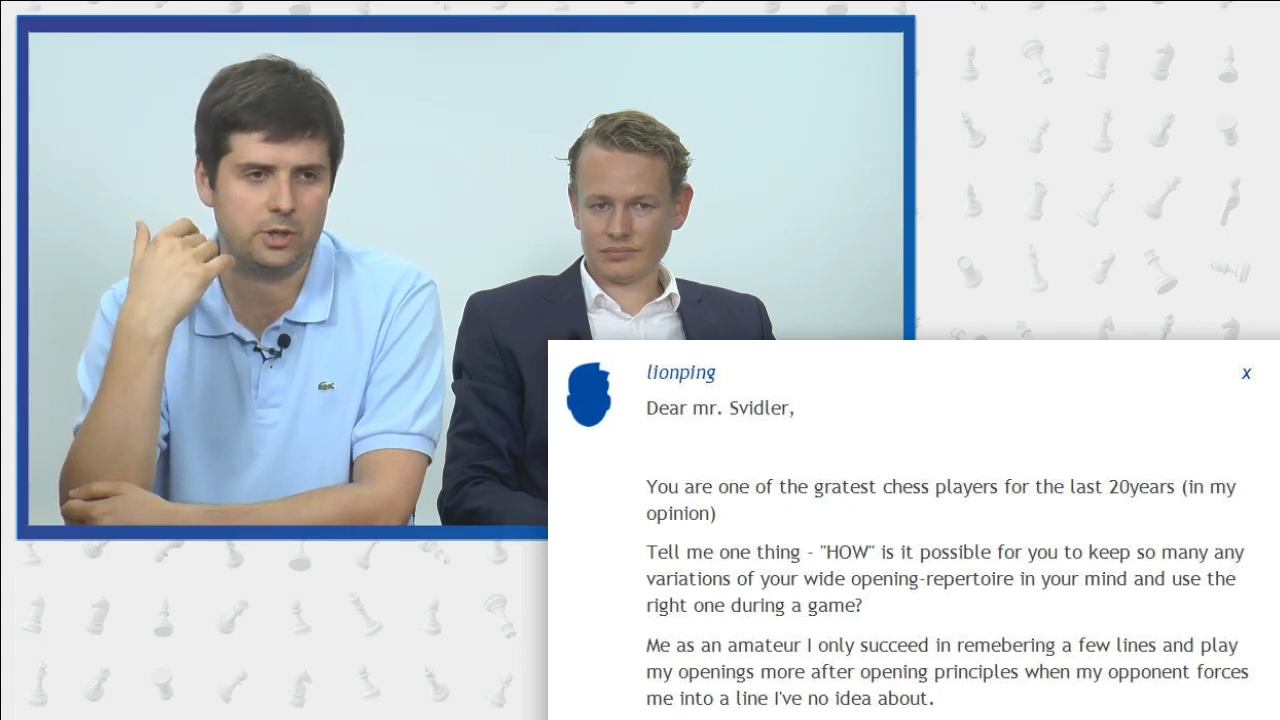 lionping
x
Dear mr. Svidler,
You are one of the gratest chess players for the last 20years (in my
opinion)
Tell me one thing - "HOW" is it possible for you to keep so many any
variations of your wide opening-repertoire in your mind and use the
right one during a game?
Me as an amateur I only succeed in remebering a few lines and play
my openings more after opening principles when my opponent forces
me into a line I've no idea about.